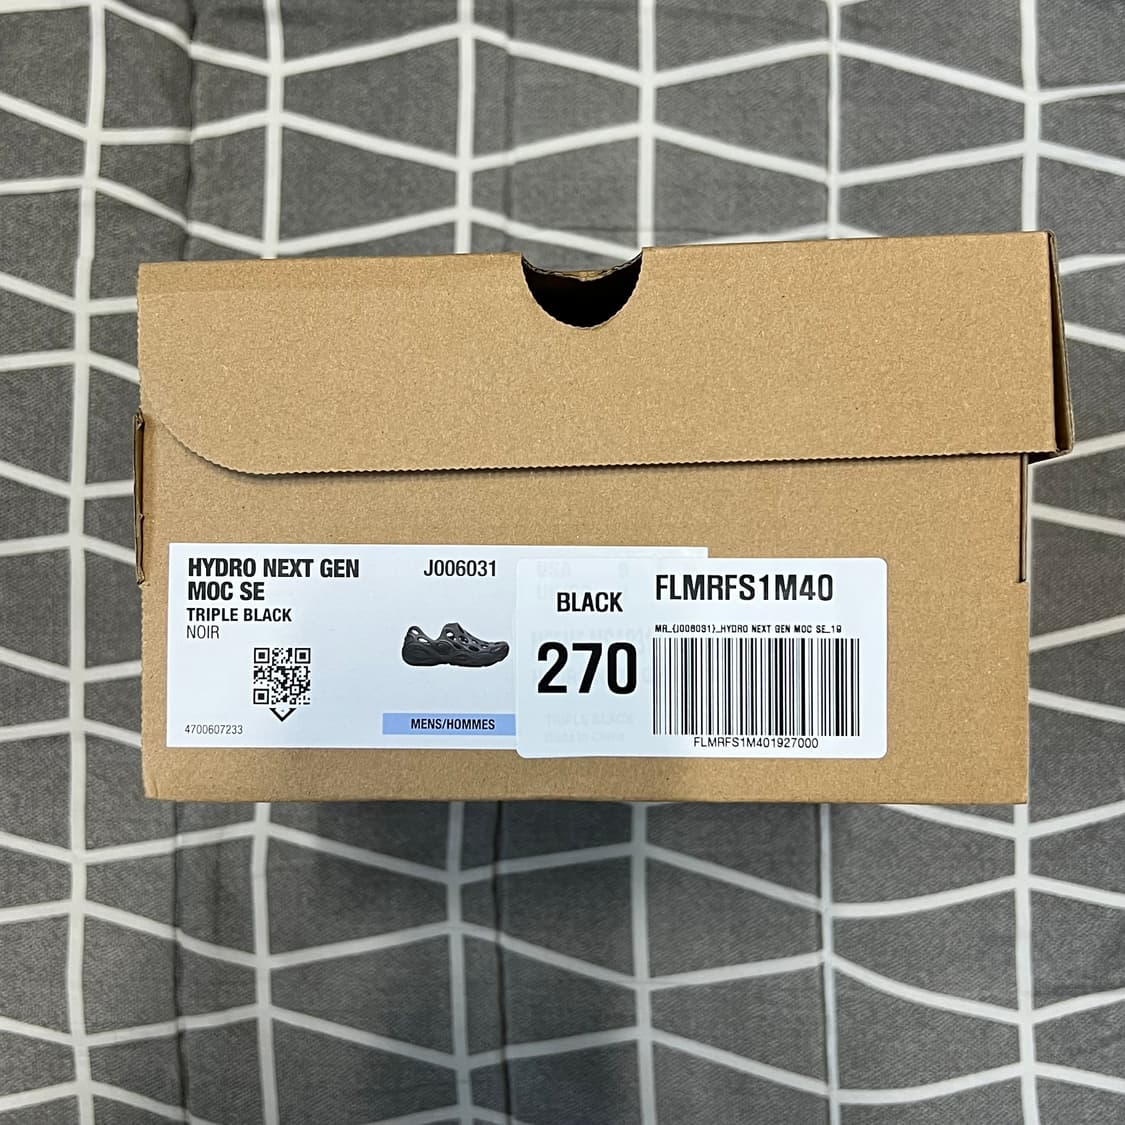 HYDRO NEXT GEN
MOC SE
TRIPLE BLACK
NOIR
J006031
4700607233
MENS/HOMMES
BLACK
270
FLMRFS1M40
MR_(J006031)_HYDRO NEXT GEN MOC SE_19
FLMRFS1M401927000